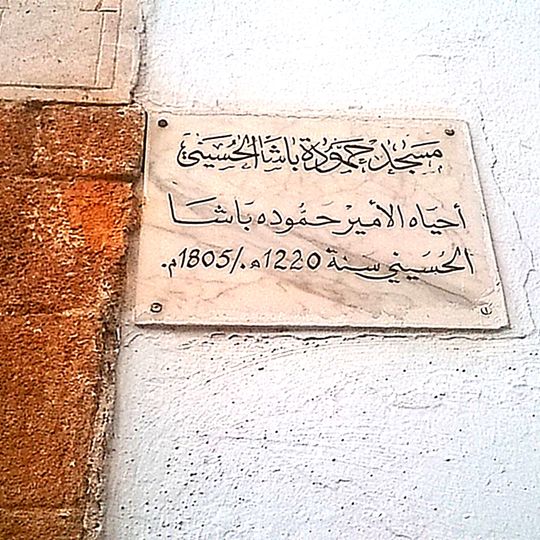 مسجد حمودة باشا الحسيني
أحياه الأمير حموده باشا
الحسيني سنة 1220هـ./1805م.